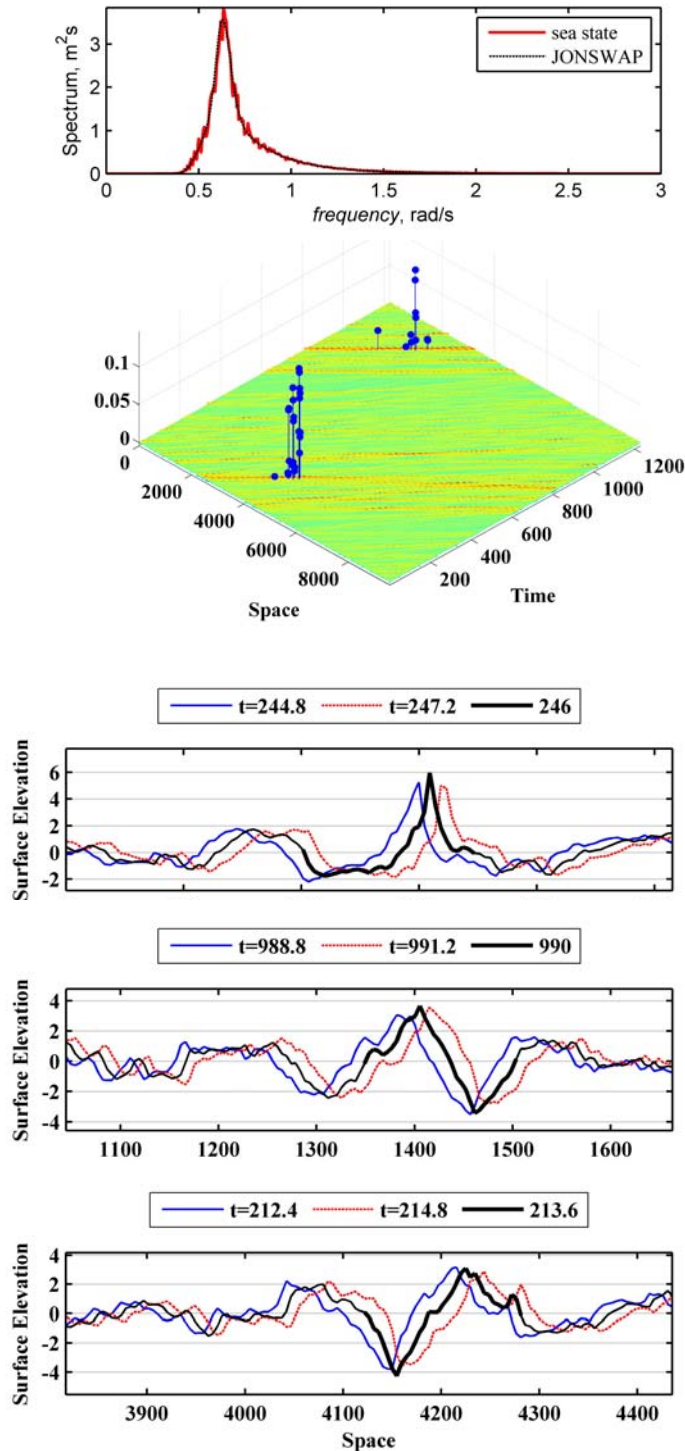 3
2
1
0
Spectrum, m²s
sea state
JONSWAP
0 0.5 1 1.5 2 2.5 3
frequency, rad/s
0.1
0.05
0
0
2000
4000
6000
8000
Space
200
400
600
800
1000
1200
Time
t=244.8 t=247.2 246
Surface Elevation
6
4
2
0
-2
t=988.8 t=991.2 990
Surface Elevation
4
2
0
-2
-4
1100 1200 1300 1400 1500 1600
t=212.4 t=214.8 213.6
Surface Elevation
4
2
0
-2
-4
3900 4000 4100 4200 4300 4400
Space